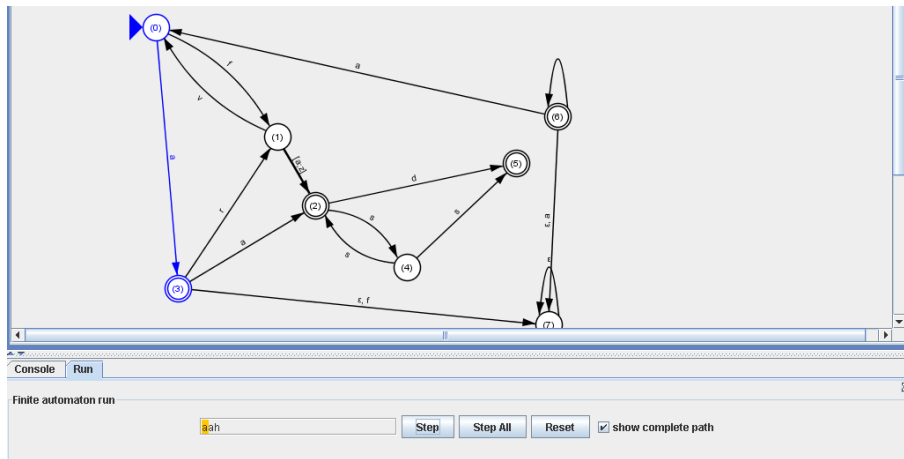 (0)
f
a
v
(6)
(1)
[a-z]
(5)
a
d
r
(2)
s
s
a
s
(4)
ε, a
ε
(3)
ε, f
(7)
Console Run
Finite automaton run
aah Step Step All Reset show complete path